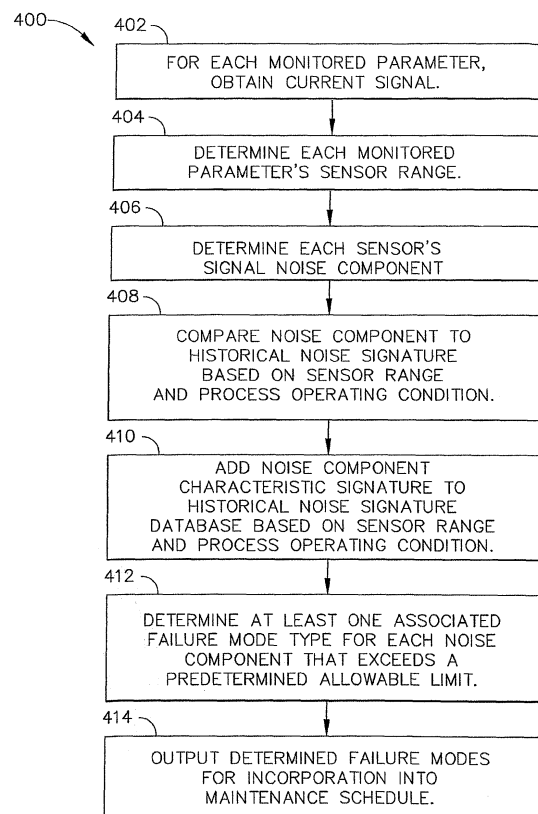 400
402
FOR EACH MONITORED PARAMETER,
OBTAIN CURRENT SIGNAL.
404
DETERMINE EACH MONITORED
PARAMETER'S SENSOR RANGE.
406
DETERMINE EACH SENSOR'S
SIGNAL NOISE COMPONENT
408
COMPARE NOISE COMPONENT TO
HISTORICAL NOISE SIGNATURE
BASED ON SENSOR RANGE
AND PROCESS OPERATING CONDITION.
410
ADD NOISE COMPONENT
CHARACTERISTIC SIGNATURE TO
HISTORICAL NOISE SIGNATURE
DATABASE BASED ON SENSOR RANGE
AND PROCESS OPERATING CONDITION.
412
DETERMINE AT LEAST ONE ASSOCIATED
FAILURE MODE TYPE FOR EACH NOISE
COMPONENT THAT EXCEEDS A
PREDETERMINED ALLOWABLE LIMIT.
414
OUTPUT DETERMINED FAILURE MODES
FOR INCORPORATION INTO
MAINTENANCE SCHEDULE.